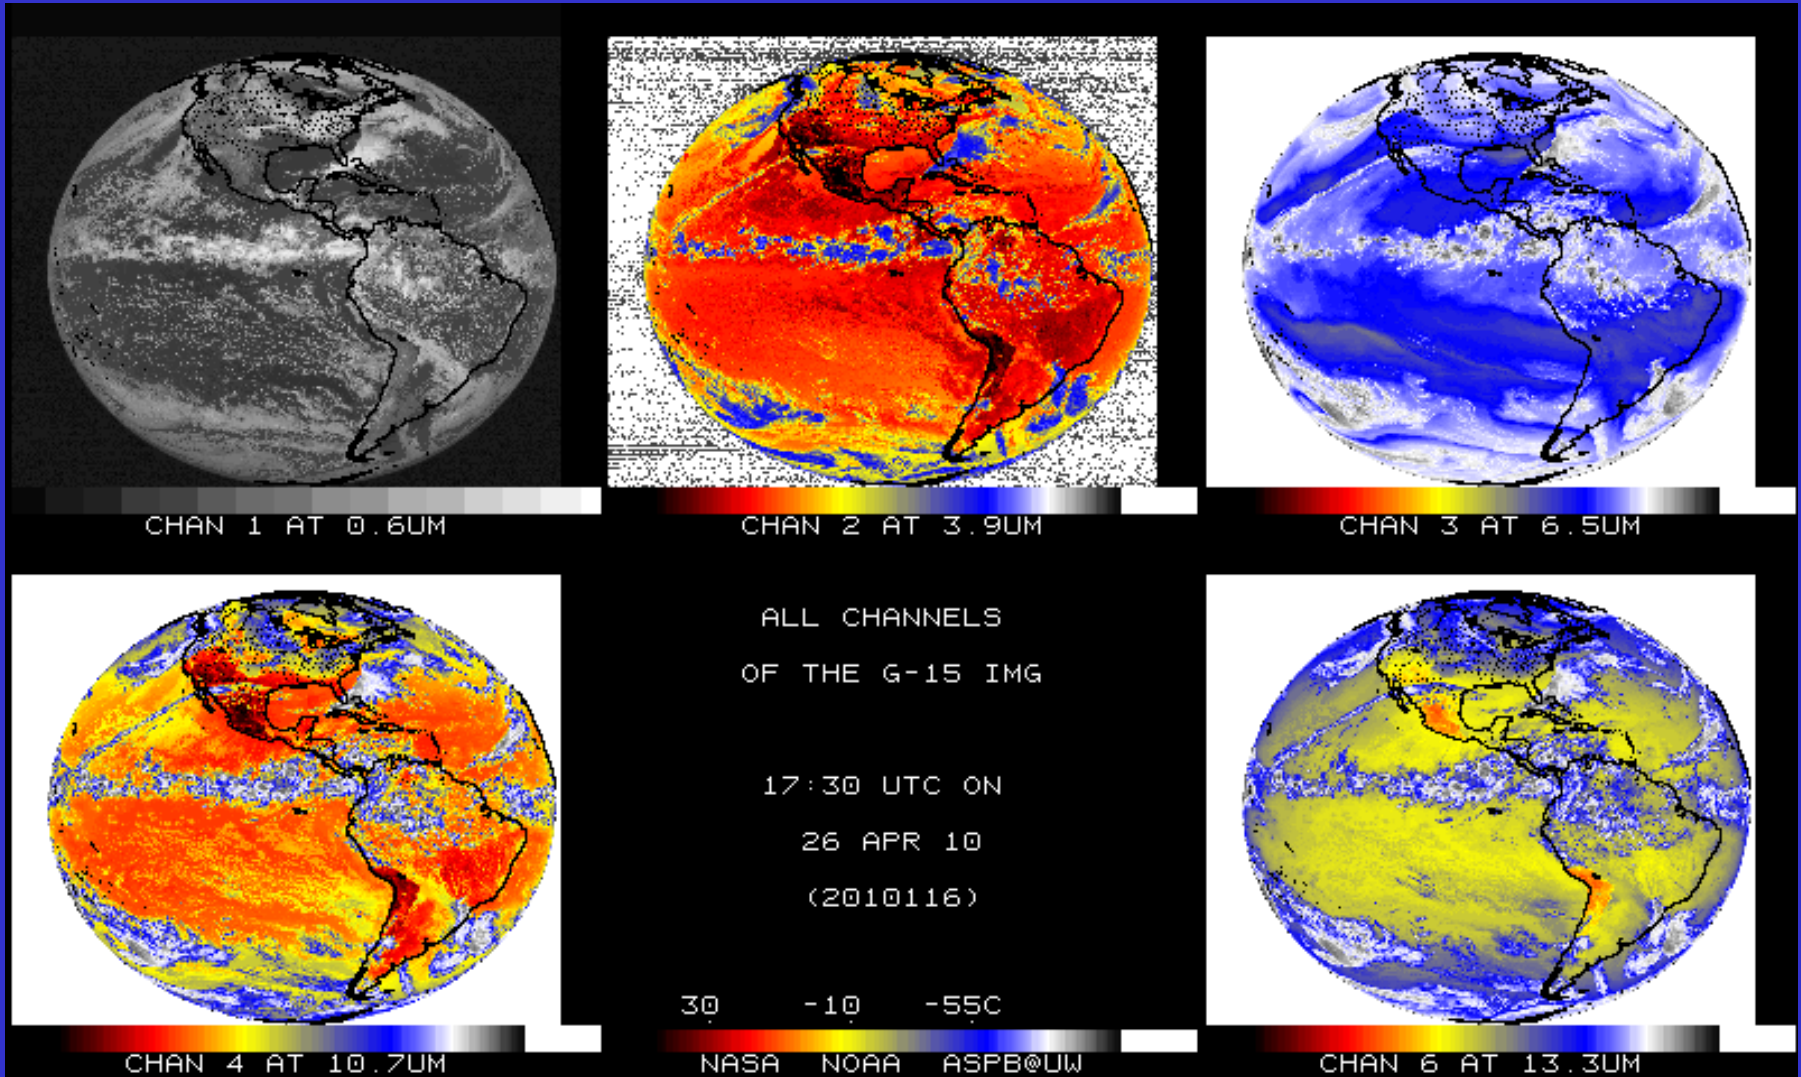 CHAN 1 AT 0.6UM
CHAN 2 AT 3.9UM
CHAN 3 AT 6.5UM
ALL CHANNELS
OF THE G-15 IMG
17:30 UTC ON
26 APR 10
(2010116)
30 -10 -55C
CHAN 4 AT 10.7UM
NASA NOAA ASPB@UW
CHAN 6 AT 13.3UM